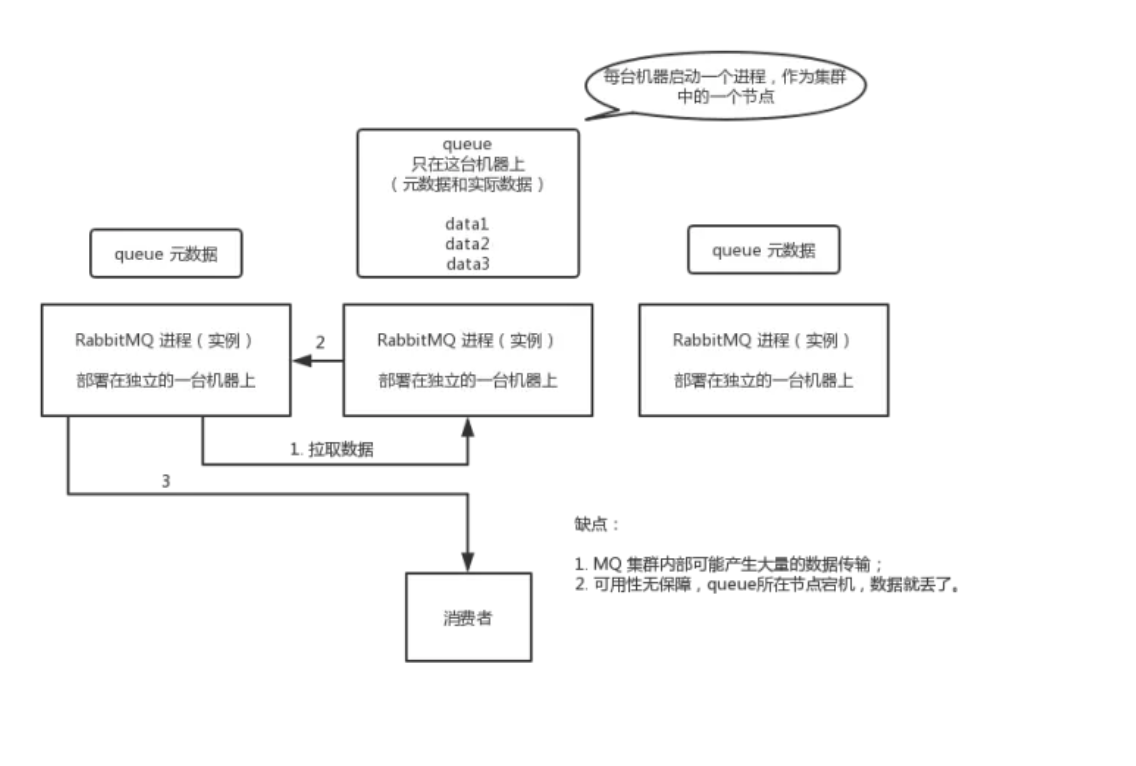 每台机器启动一个进程，作为集群
中的一个节点
queue
只在这台机器上
（元数据和实际数据）
data1
data2
data3
queue 元数据
queue 元数据
RabbitMQ 进程（实例）
部署在独立的一台机器上
2
RabbitMQ 进程（实例）
部署在独立的一台机器上
RabbitMQ 进程（实例）
部署在独立的一台机器上
1. 拉取数据
3
缺点：
1. MQ 集群内部可能产生大量的数据传输；
2. 可用性无保障，queue所在节点宕机，数据就丢了。
消费者